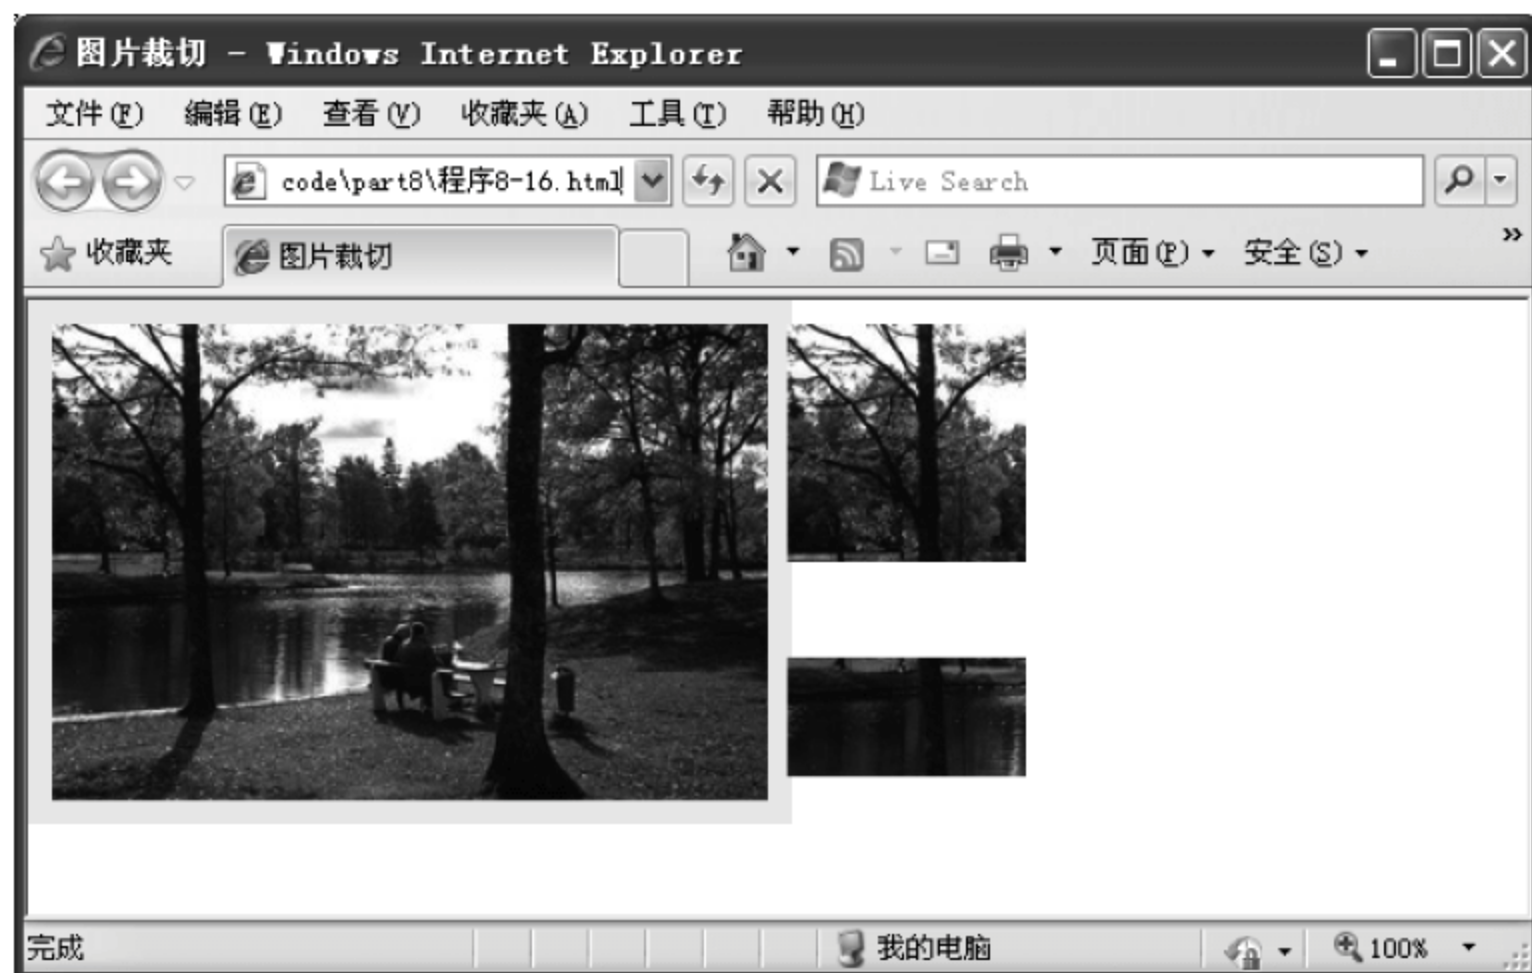 图片裁切 - Windows Internet Explorer
文件(F) 编辑(E) 查看(V) 收藏夹(A) 工具(T) 帮助(H)
code\part8\程序8-16.html Live Search
收藏夹 图片裁切 页面(P) 安全(S) »
完成 我的电脑 100%